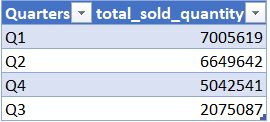 Quarters total_sold_quantity
Q1 7005619
Q2 6649642
Q4 5042541
Q3 2075087